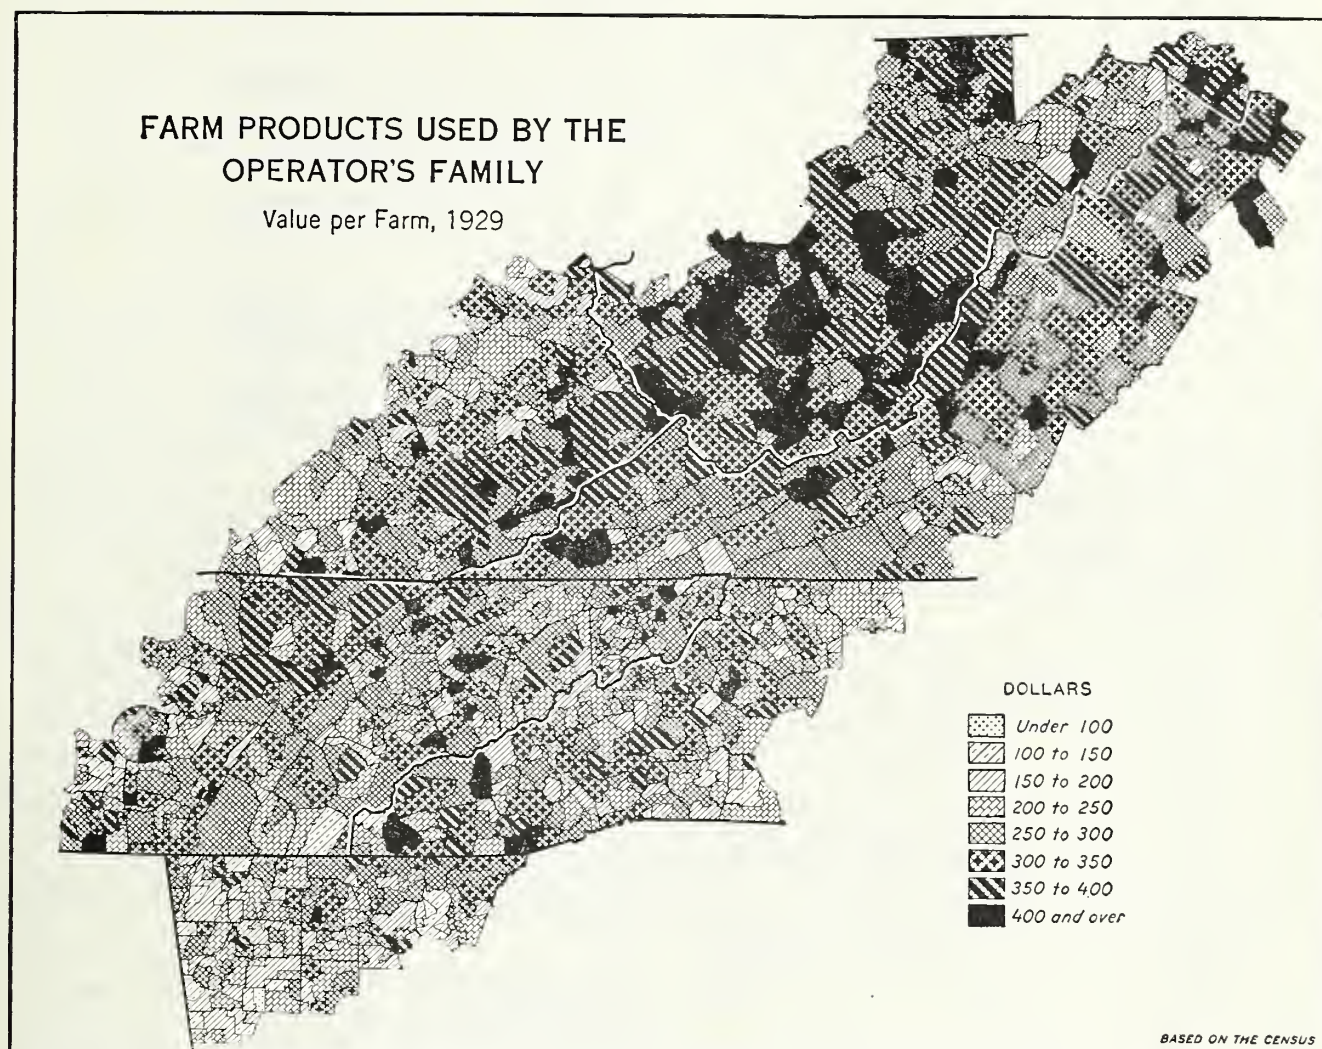 FARM PRODUCTS USED BY THE
OPERATOR'S FAMILY
Value per Farm, 1929
DOLLARS
Under 100
100 to 150
150 to 200
200 to 250
250 to 300
300 to 350
350 to 400
400 and over
BASED ON THE CENSUS